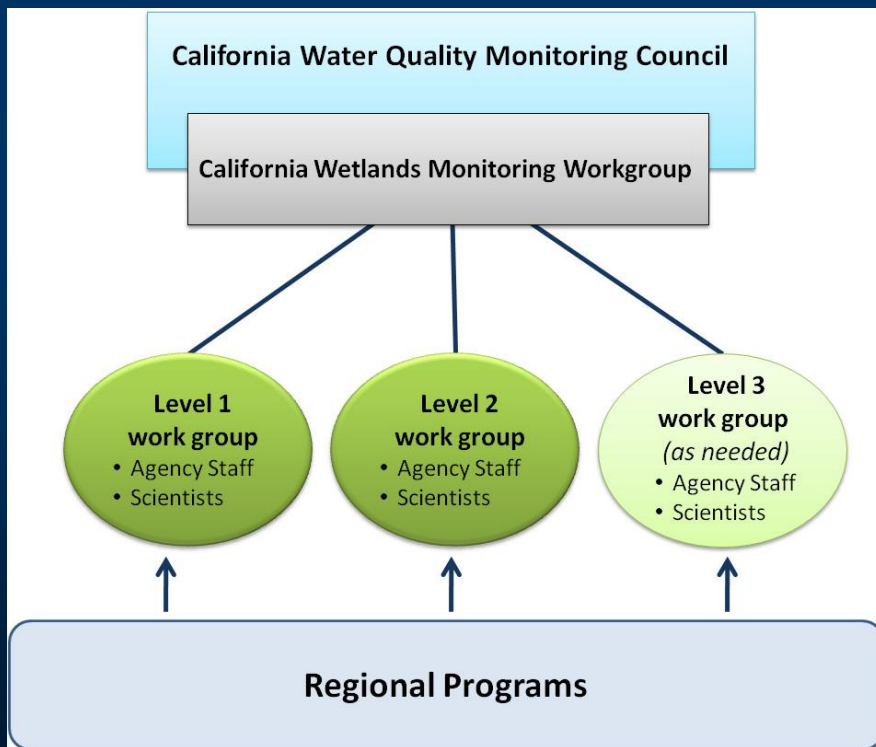 California Water Quality Monitoring Council
California Wetlands Monitoring Workgroup
Level 1
work group
• Agency Staff
• Scientists
Level 2
work group
• Agency Staff
• Scientists
Level 3
work group
(as needed)
• Agency Staff
• Scientists
Regional Programs